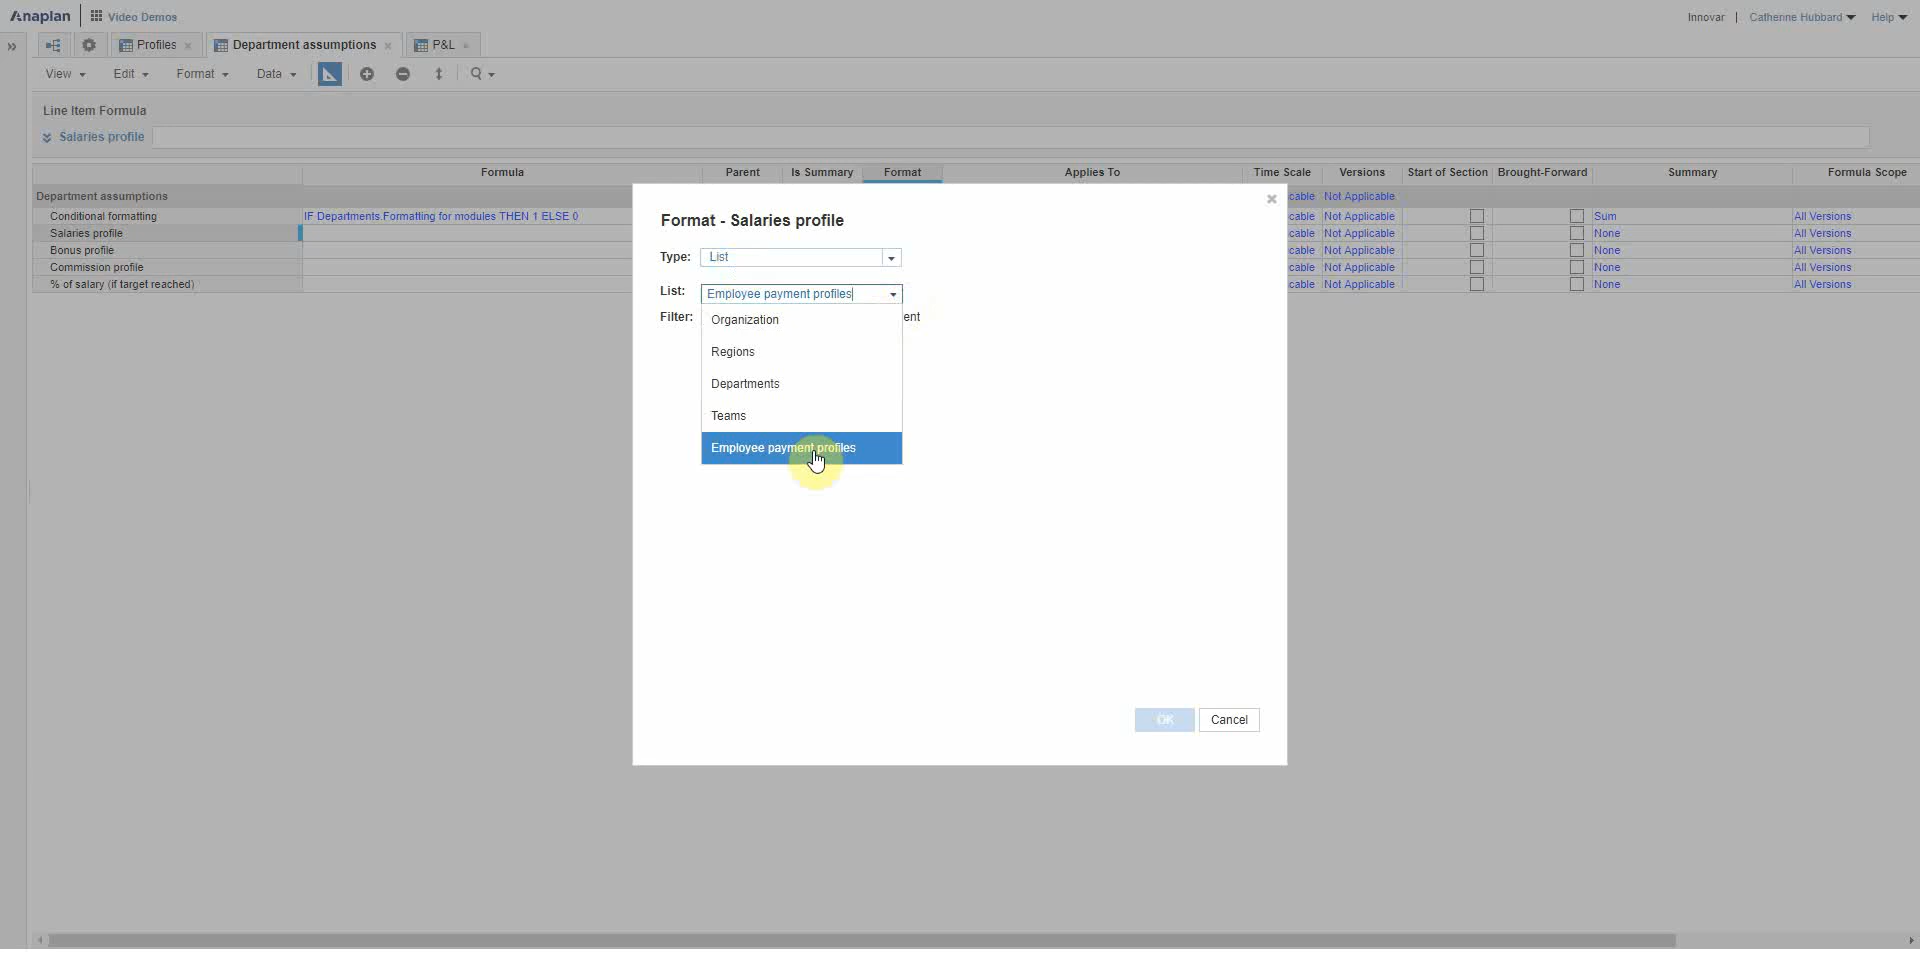 Anaplan Video Demos Innovar | Catherine Hubbard Help
Profiles Department assumptions P&L
View Edit Format Data
Line Item Formula
Salaries profile
Formula Parent Is Summary Format Applies To Time Scale Versions Start of Section Brought-Forward Summary Formula Scope
Department assumptions cable Not Applicable
Conditional formatting IF Departments.Formatting for modules THEN 1 ELSE 0 cable Not Applicable Sum All Versions
Salaries profile cable Not Applicable None All Versions
Bonus profile cable Not Applicable None All Versions
Commission profile cable Not Applicable None All Versions
% of salary (if target reached) cable Not Applicable None All Versions
Format - Salaries profile
Type: List
List: Employee payment profiles
Filter: ent
Organization
Regions
Departments
Teams
Employee payment profiles
OK Cancel